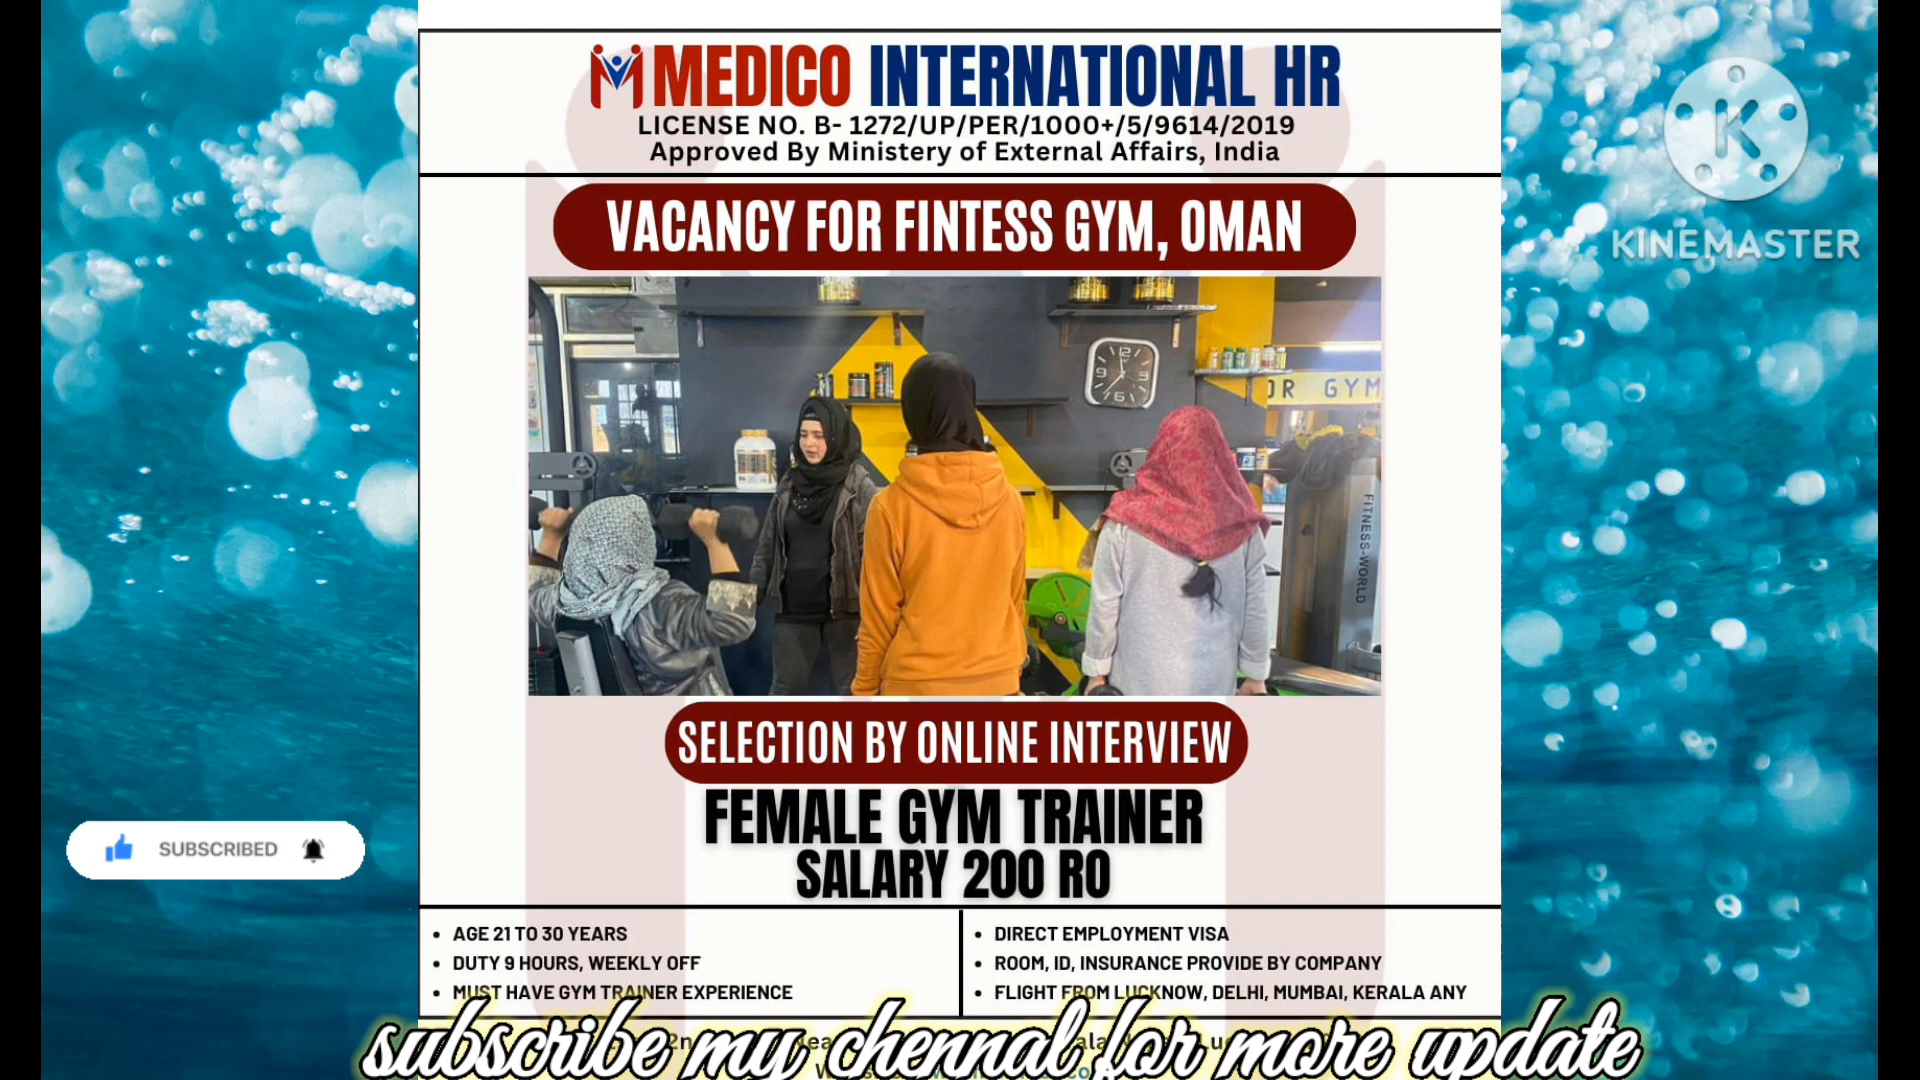 MEDICO INTERNATIONAL HR
LICENSE NO. B- 1272/UP/PER/1000+/5/9614/2019
Approved By Ministery of External Affairs, India
K
KINEMASTER
VACANCY FOR FINTESS GYM, OMAN
12
9 3
6
OR GYM
FITNESS-WORLD
SELECTION BY ONLINE INTERVIEW
FEMALE GYM TRAINER
SALARY 200 RO
SUBSCRIBED
• AGE 21 TO 30 YEARS
• DUTY 9 HOURS, WEEKLY OFF
• MUST HAVE GYM TRAINER EXPERIENCE
• DIRECT EMPLOYMENT VISA
• ROOM, ID, INSURANCE PROVIDE BY COMPANY
• FLIGHT FROM LUCKNOW, DELHI, MUMBAI, KERALA ANY
subscribe my chennal for more update